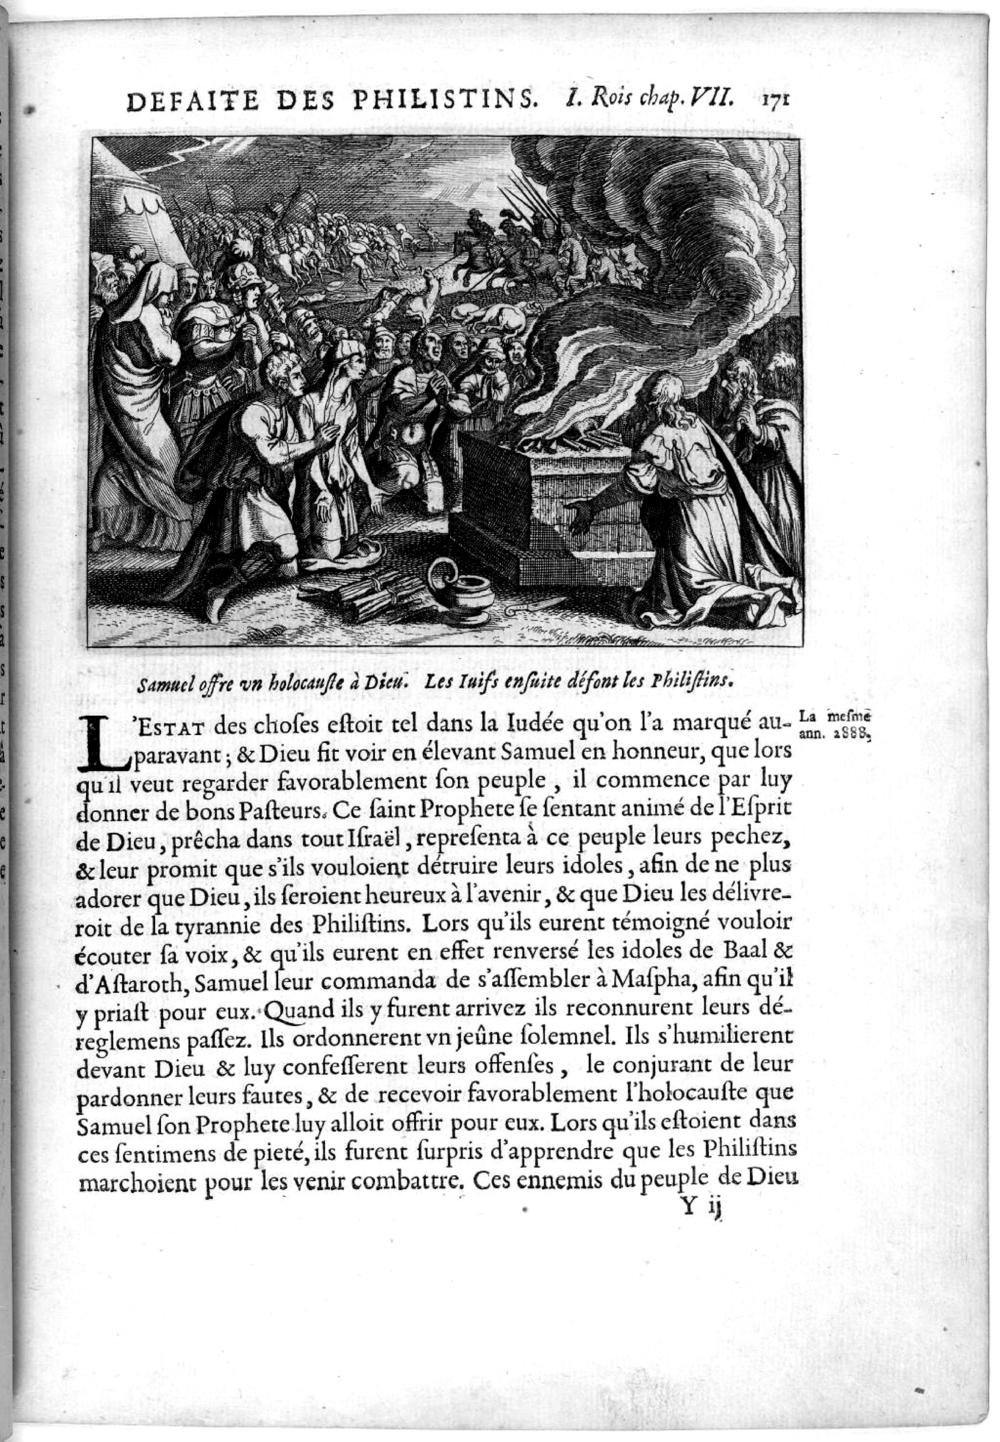 DEFAITE DES PHILISTINS. I. Rois chap. VII. 171
Samuel offre vn holocauſte à Dieu. Les Iuifs enſuite défont les Philiſtins.
L'ESTAT des choſes eſtoit tel dans la Iudée qu'on l'a marqué au-
paravant ; & Dieu fit voir en élevant Samuel en honneur, que lors
qu'il veut regarder favorablement ſon peuple , il commence par luy
donner de bons Paſteurs. Ce ſaint Prophete ſe ſentant animé de l'Eſprit
de Dieu, prêcha dans tout Iſraël, repreſenta à ce peuple leurs pechez,
& leur promit que s'ils vouloient détruire leurs idoles, afin de ne plus
adorer que Dieu, ils ſeroient heureux à l'avenir, & que Dieu les délivre-
roit de la tyrannie des Philiſtins. Lors qu'ils eurent témoigné vouloir
écouter ſa voix, & qu'ils eurent en effet renversé les idoles de Baal &
d'Aſtaroth, Samuel leur commanda de s'aſſembler à Maſpha, afin qu'il
y priaſt pour eux. Quand ils y furent arrivez ils reconnurent leurs dé-
reglemens paſſez. Ils ordonnerent vn jeûne ſolemnel. Ils s'humilierent
devant Dieu & luy confeſſerent leurs offenſes , le conjurant de leur
pardonner leurs fautes, & de recevoir favorablement l'holocauſte que
Samuel ſon Prophete luy alloit offrir pour eux. Lors qu'ils eſtoient dans
ces ſentimens de pieté, ils furent ſurpris d'apprendre que les Philiſtins
marchoient pour les venir combattre. Ces ennemis du peuple de Dieu
Y ij
La meſme
ann. 2888.